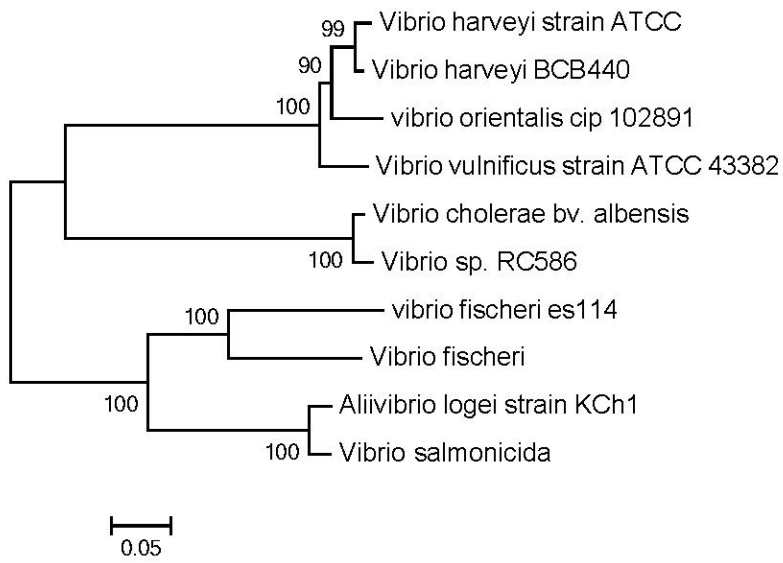 99
Vibrio harveyi strain ATCC
90
Vibrio harveyi BCB440
100
vibrio orientalis cip 102891
Vibrio vulnificus strain ATCC 43382
Vibrio cholerae bv. albensis
100
Vibrio sp. RC586
100
vibrio fischeri es114
Vibrio fischeri
100
Aliivibrio logei strain KCh1
100
Vibrio salmonicida
0.05